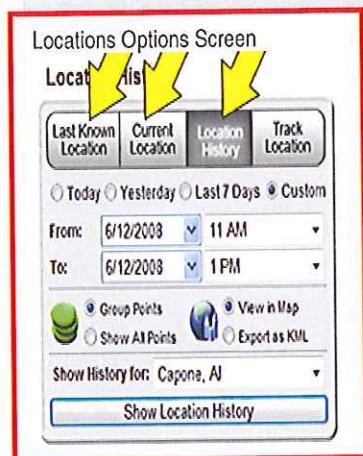 Locations Options Screen
Locat His
Last Known Location
Current Location
Location History
Track Location
Today Yesterday Last 7 Days Custom
From: 6/12/2008 11 AM
To: 6/12/2008 1 PM
Group Points View in Map
Show All Points Export as KML
Show History for: Capone, Al
Show Location History